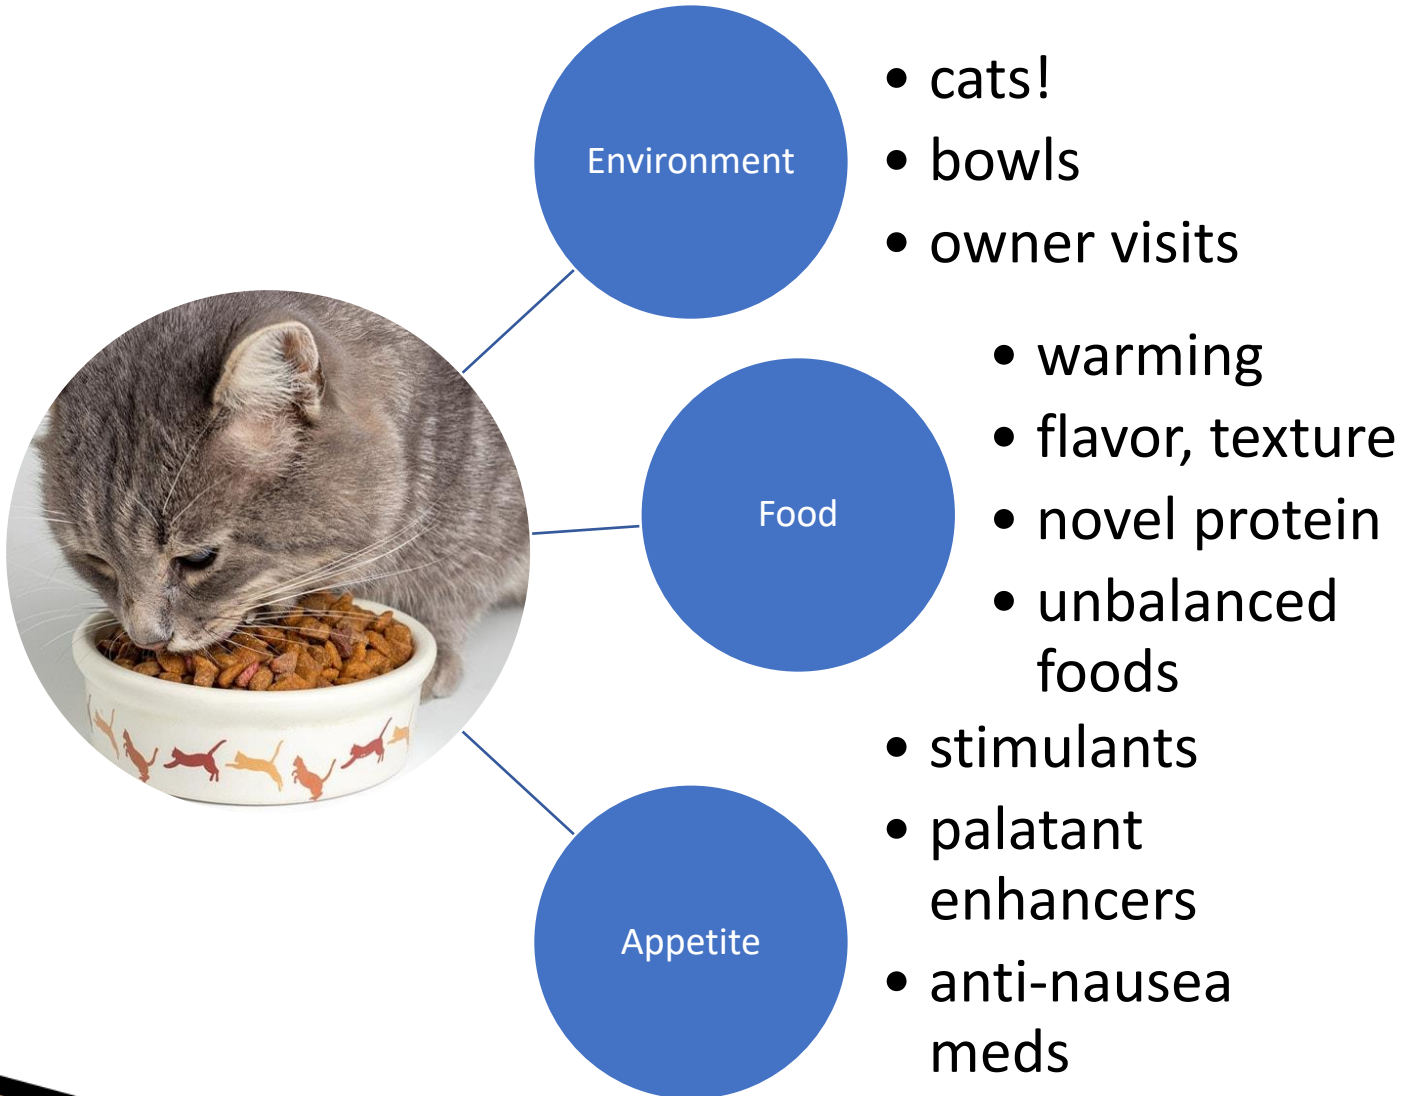 Environment
• cats!
• bowls
• owner visits
Food
• warming
• flavor, texture
• novel protein
• unbalanced
foods
Appetite
• stimulants
• palatant
enhancers
• anti-nausea
meds